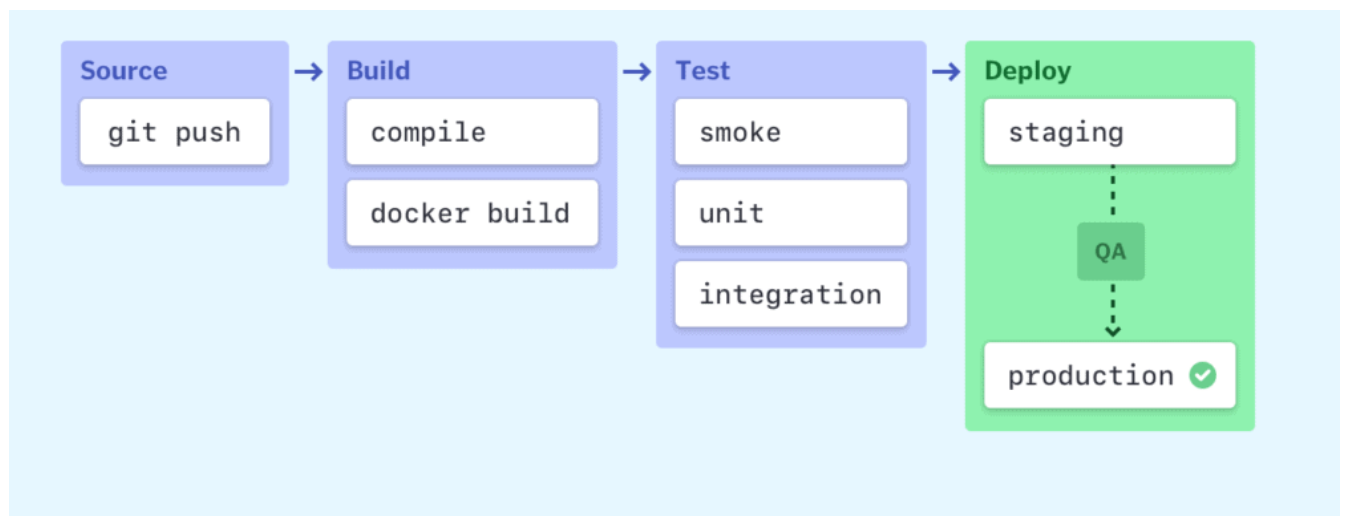 Source
git push
Build
compile
docker build
Test
smoke
unit
integration
Deploy
staging
QA
production